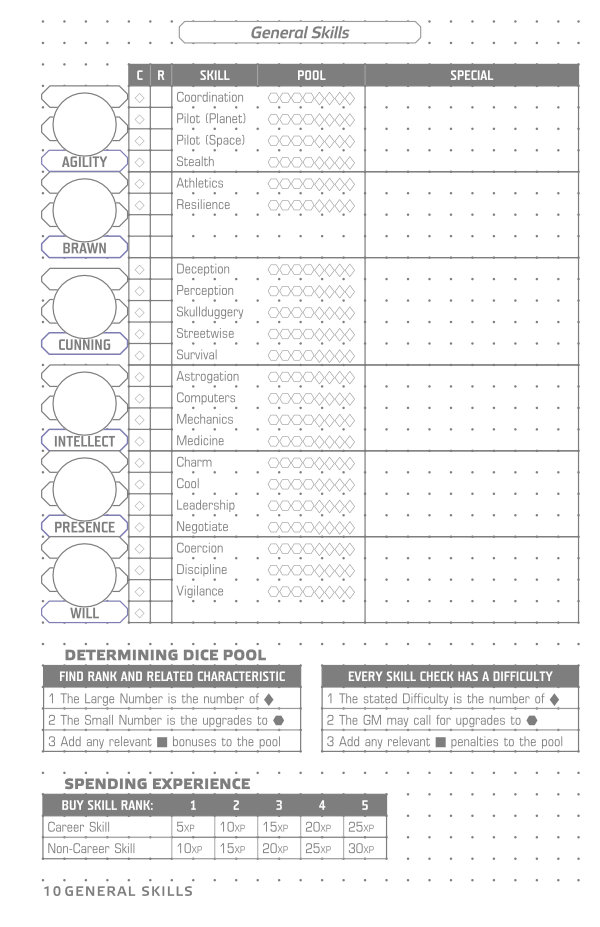 General Skills
C R SKILL POOL SPECIAL
Coordination
Pilot (Planet)
Pilot (Space)
Stealth
AGILITY
Athletics
Resilience
BRAWN
Deception
Perception
Skullduggery
Streetwise
Survival
CUNNING
Astrogation
Computers
Mechanics
Medicine
INTELLECT
Charm
Cool
Leadership
Negotiate
PRESENCE
Coercion
Discipline
Vigilance
WILL
DETERMINING DICE POOL
FIND RANK AND RELATED CHARACTERISTIC
1 The Large Number is the number of ♦
2 The Small Number is the upgrades to ⬣
3 Add any relevant ■ bonuses to the pool
EVERY SKILL CHECK HAS A DIFFICULTY
1 The stated Difficulty is the number of ♦
2 The GM may call for upgrades to ⬣
3 Add any relevant ■ penalties to the pool
SPENDING EXPERIENCE
BUY SKILL RANK: 1 2 3 4 5
Career Skill 5XP 10XP 15XP 20XP 25XP
Non-Career Skill 10XP 15XP 20XP 25XP 30XP
10 GENERAL SKILLS